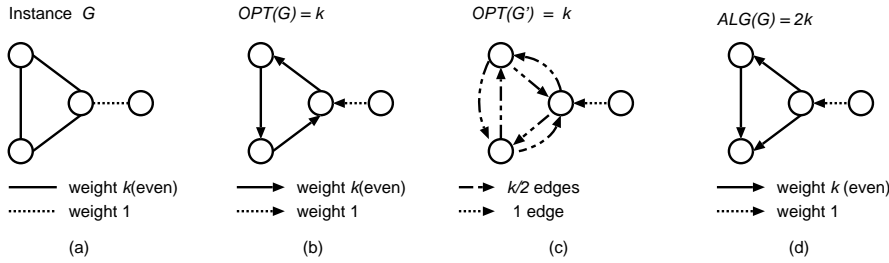 Instance G
OPT(G) = k
OPT(G') = k
ALG(G) = 2k
weight k(even)
weight 1
(a)
weight k(even)
weight 1
(b)
k/2 edges
1 edge
(c)
weight k (even)
weight 1
(d)